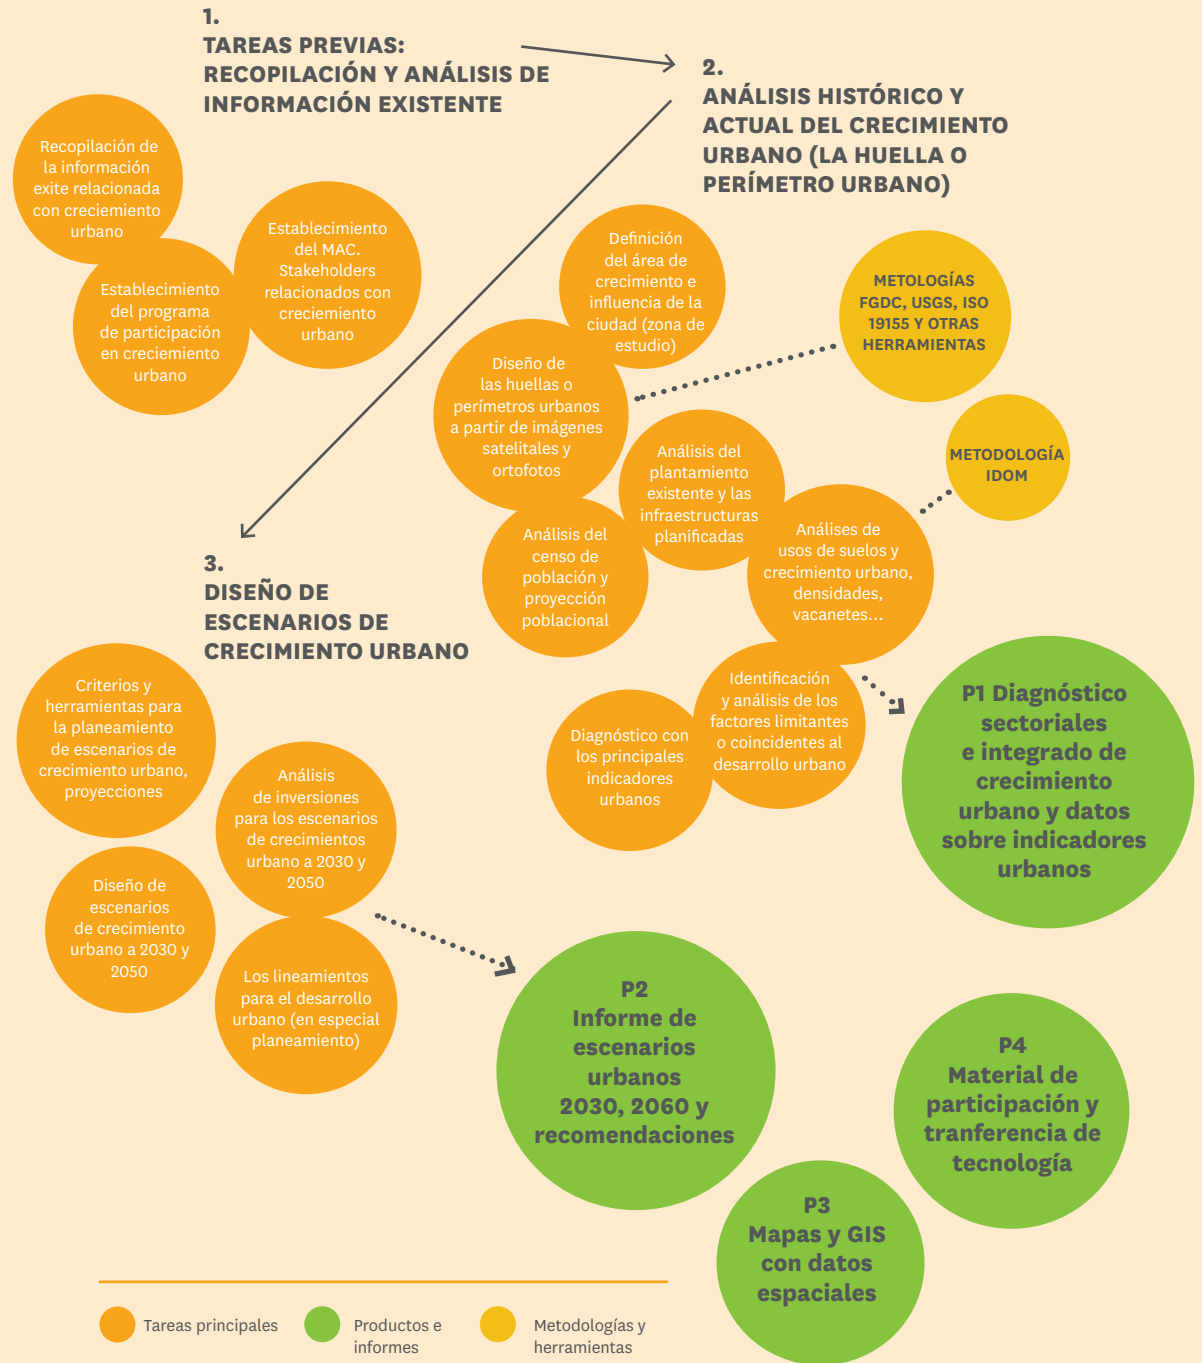 1.
TAREAS PREVIAS:
RECOPILACIÓN Y ANÁLISIS DE
INFORMACIÓN EXISTENTE
Recopilación de
la información
exite relacionada
con creciemiento
urbano
Establecimiento
del programa
de participación
en creciemiento
urbano
Establecimiento
del MAC.
Stakeholders
relacionados con
creciemiento
urbano
2.
ANÁLISIS HISTÓRICO Y
ACTUAL DEL CRECIMIENTO
URBANO (LA HUELLA O
PERÍMETRO URBANO)
Definición
del área de
crecimiento e
influencia de la
ciudad (zona de
estudio)
Diseño de
las huellas o
perímetros urbanos
a partir de imágenes
satelitales y
ortofotos
METOLOGÍAS
FGDC, USGS, ISO
19155 Y OTRAS
HERRAMIENTAS
Análisis del
plantamiento
existente y las
infraestructuras
planificadas
METODOLOGÍA
IDOM
Análisis del
censo de
población y
proyección
poblacional
Análises de
usos de suelos y
crecimiento urbano,
densidades,
vacanetes...
Identificación
y análisis de los
factores limitantes
o coincidentes al
desarrollo urbano
Diagnóstico con
los principales
indicadores
urbanos
P1 Diagnóstico
sectoriales
e integrado de
crecimiento
urbano y datos
sobre indicadores
urbanos
3.
DISEÑO DE
ESCENARIOS DE
CRECIMIENTO URBANO
Criterios y
herramientas para
la planeamiento
de escenarios de
crecimiento urbano,
proyecciones
Análisis
de inversiones
para los escenarios
de crecimientos
urbano a 2030 y
2050
Diseño de
escenarios
de crecimiento
urbano a 2030 y
2050
Los lineamientos
para el desarrollo
urbano (en especial
planeamiento)
P2
Informe de
escenarios
urbanos
2030, 2060 y
recomendaciones
P4
Material de
participación y
tranferencia de
tecnología
P3
Mapas y GIS
con datos
espaciales
Tareas principales
Productos e
informes
Metodologías y
herramientas